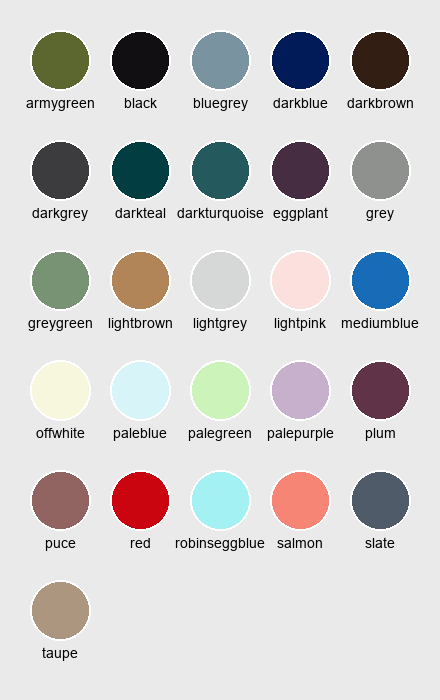 armygreen black bluegrey darkblue darkbrown
darkgrey darkteal darkturquoise eggplant grey
greygreen lightbrown lightgrey lightpink mediumblue
offwhite paleblue palegreen palepurple plum
puce red robinseggblue salmon slate
taupe